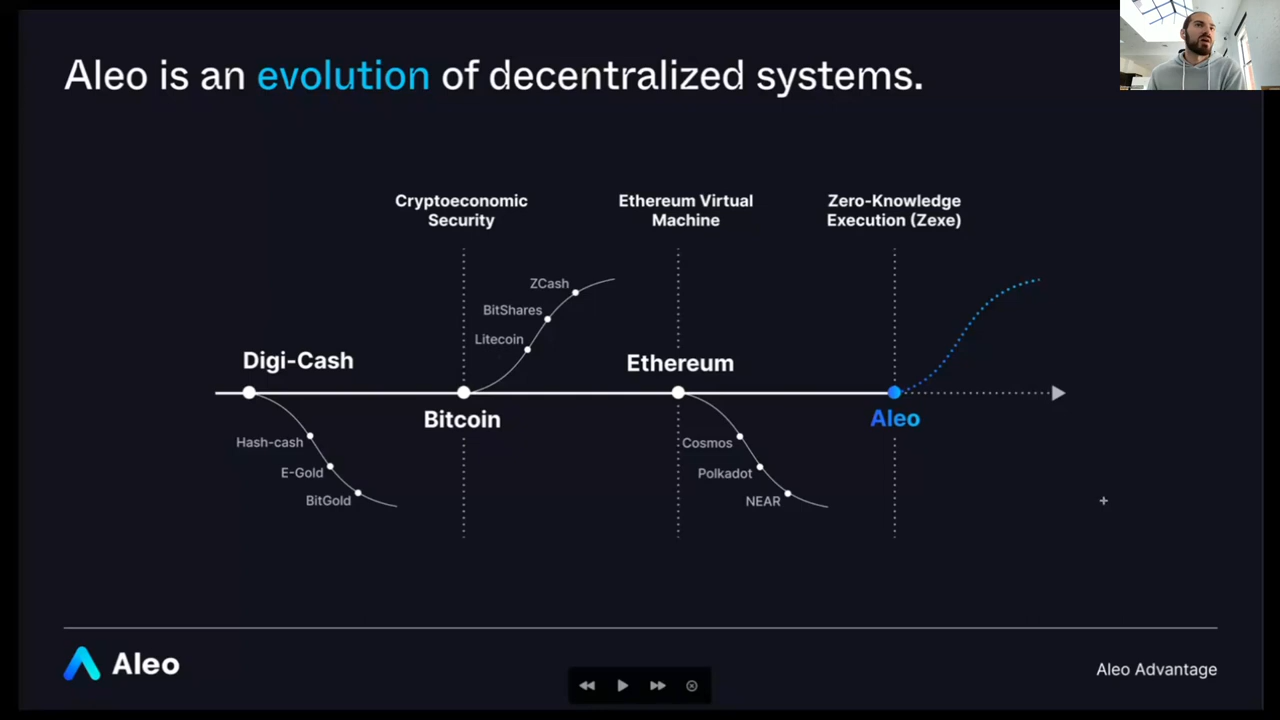 Aleo is an evolution of decentralized systems.
Cryptoeconomic
Security
Ethereum Virtual
Machine
Zero-Knowledge
Execution (Zexe)
ZCash
BitShares
Litecoin
Digi-Cash
Ethereum
Bitcoin
Aleo
Hash-cash
E-Gold
BitGold
Cosmos
Polkadot
NEAR
Aleo
Aleo Advantage